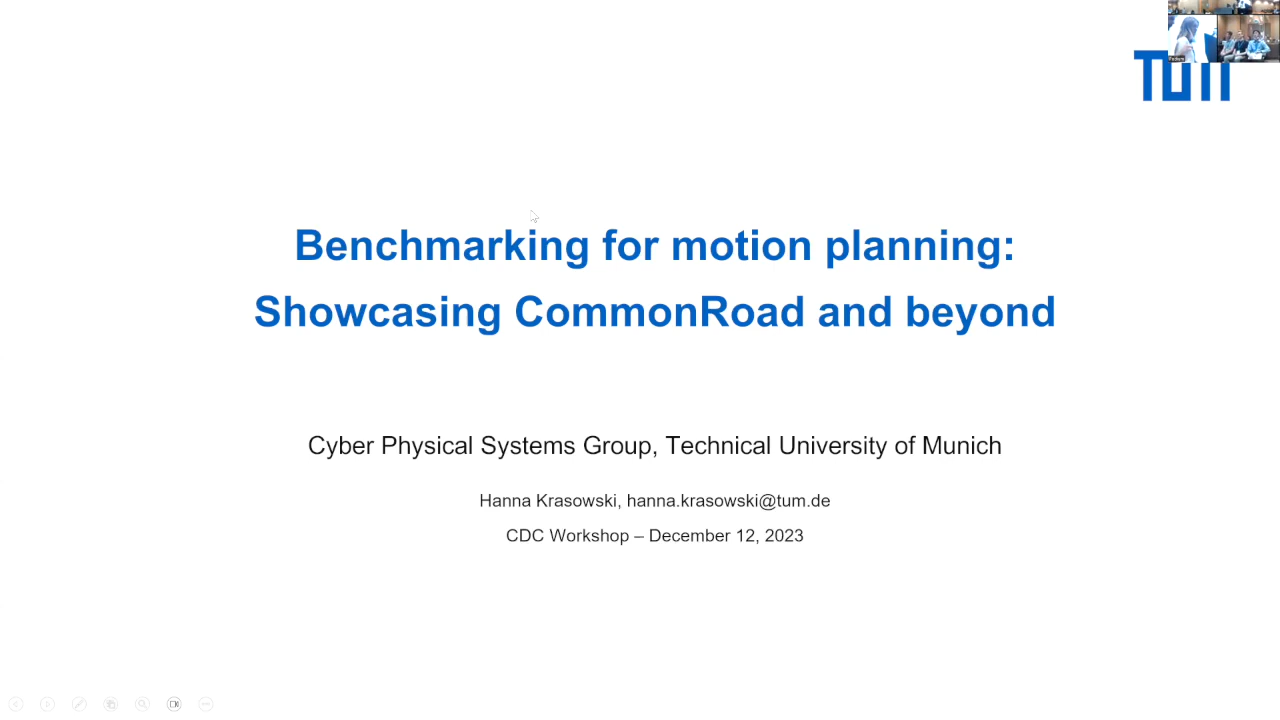 TUM
Benchmarking for motion planning:
Showcasing CommonRoad and beyond
Cyber Physical Systems Group, Technical University of Munich
Hanna Krasowski, hanna.krasowski@tum.de
CDC Workshop – December 12, 2023